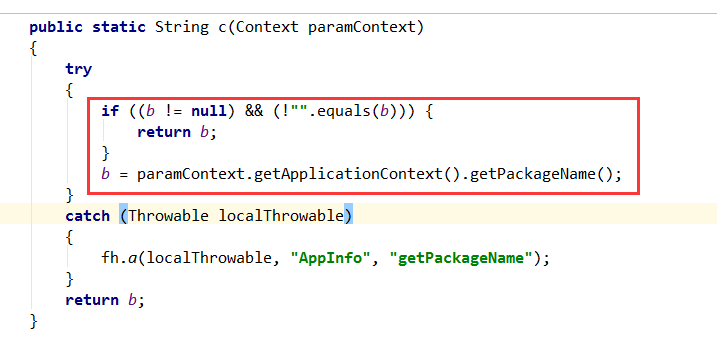 public static String c(Context paramContext)
{
try
{
if ((b != null) && (!"".equals(b))) {
return b;
}
b = paramContext.getApplicationContext().getPackageName();
}
catch (Throwable localThrowable)
{
fh.a(localThrowable, "AppInfo", "getPackageName");
}
return b;
}